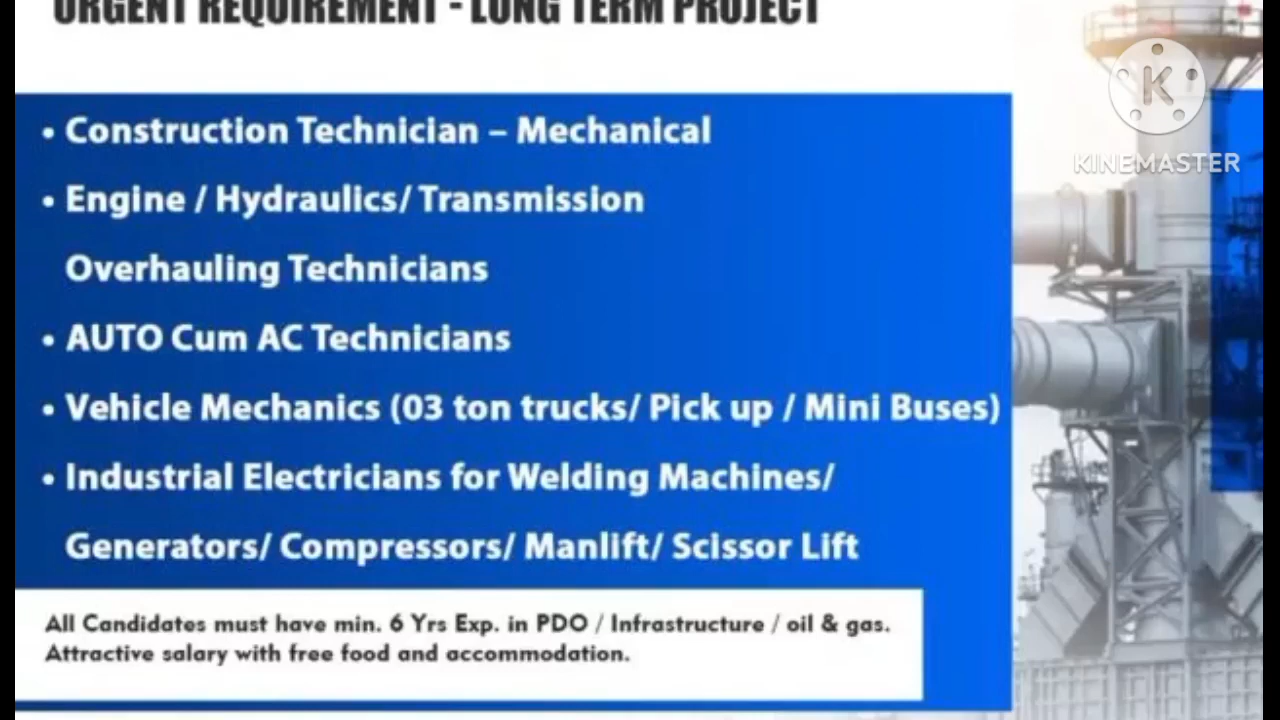 URGENT REQUIREMENT - LONG TERM PROJECT
• Construction Technician – Mechanical
• Engine / Hydraulics/ Transmission
Overhauling Technicians
• AUTO Cum AC Technicians
• Vehicle Mechanics (03 ton trucks/ Pick up / Mini Buses)
• Industrial Electricians for Welding Machines/
Generators/ Compressors/ Manlift/ Scissor Lift
All Candidates must have min. 6 Yrs Exp. in PDO / Infrastructure / oil & gas.
Attractive salary with free food and accommodation.
K
KINEMASTER